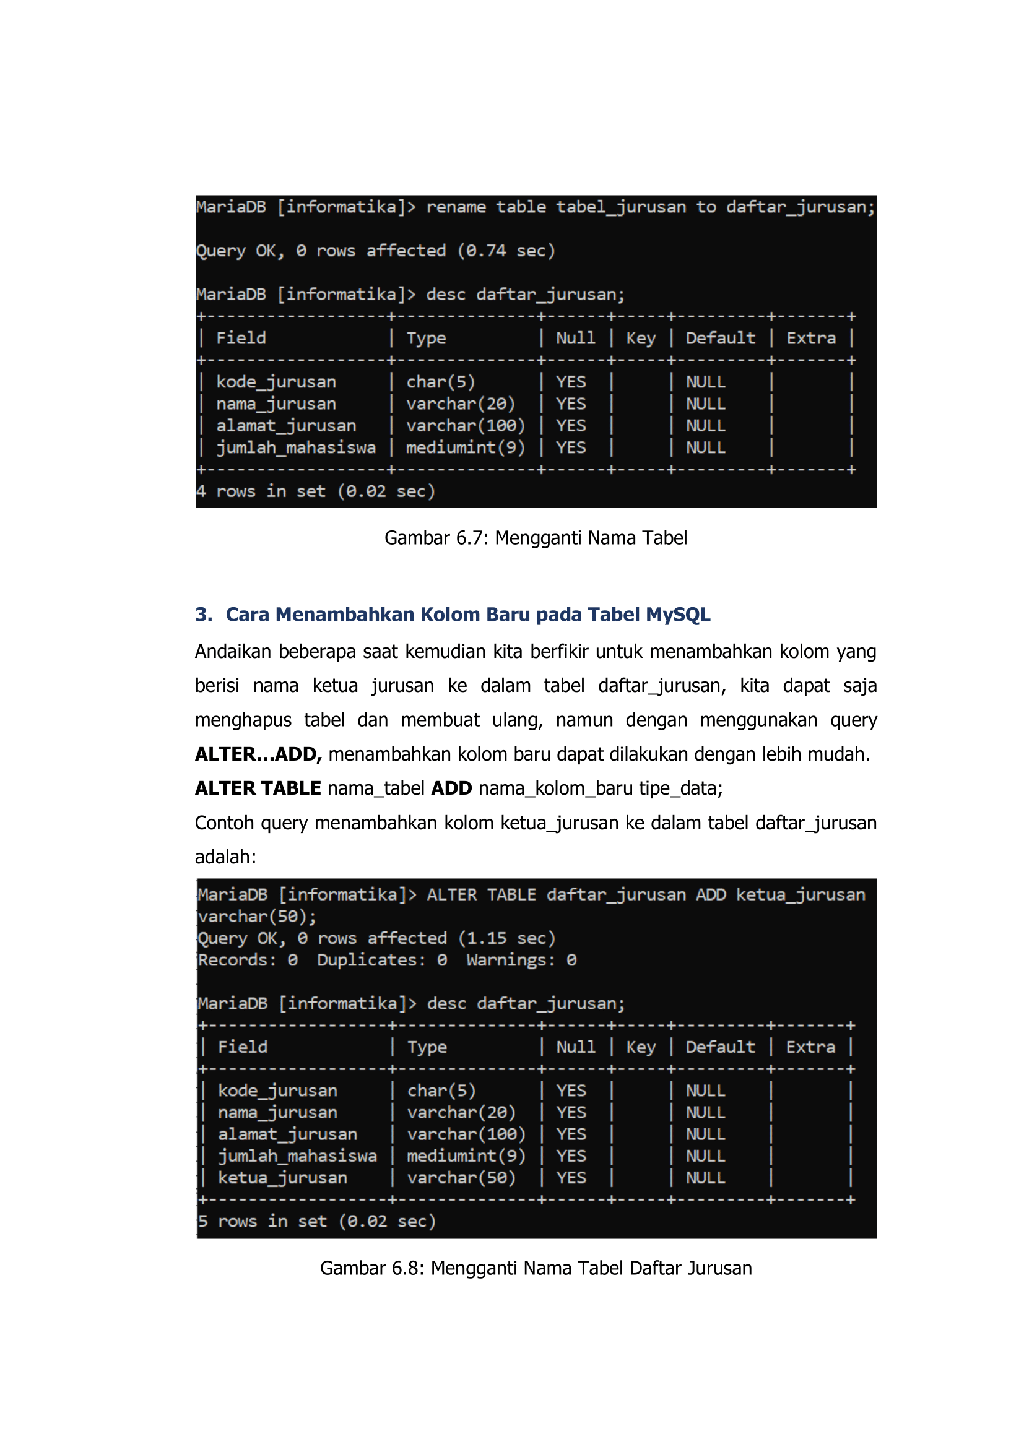 MariaDB [informatika]> rename table tabel_jurusan to daftar_jurusan;
Query OK, 0 rows affected (0.74 sec)
MariaDB [informatika]> desc daftar_jurusan;
+------------------+--------------+------+-----+---------+-------+
| Field            | Type         | Null | Key | Default | Extra |
+------------------+--------------+------+-----+---------+-------+
| kode_jurusan     | char(5)      | YES  |     | NULL    |       |
| nama_jurusan     | varchar(20)  | YES  |     | NULL    |       |
| alamat_jurusan   | varchar(100) | YES  |     | NULL    |       |
| jumlah_mahasiswa | mediumint(9) | YES  |     | NULL    |       |
+------------------+--------------+------+-----+---------+-------+
4 rows in set (0.02 sec)
Gambar 6.7: Mengganti Nama Tabel
3. Cara Menambahkan Kolom Baru pada Tabel MySQL
Andaikan beberapa saat kemudian kita berfikir untuk menambahkan kolom yang
berisi nama ketua jurusan ke dalam tabel daftar_jurusan, kita dapat saja
menghapus tabel dan membuat ulang, namun dengan menggunakan query
ALTER...ADD, menambahkan kolom baru dapat dilakukan dengan lebih mudah.
ALTER TABLE nama_tabel ADD nama_kolom_baru tipe_data;
Contoh query menambahkan kolom ketua_jurusan ke dalam tabel daftar_jurusan
adalah:
MariaDB [informatika]> ALTER TABLE daftar_jurusan ADD ketua_jurusan
varchar(50);
Query OK, 0 rows affected (1.15 sec)
Records: 0  Duplicates: 0  Warnings: 0
MariaDB [informatika]> desc daftar_jurusan;
+------------------+--------------+------+-----+---------+-------+
| Field            | Type         | Null | Key | Default | Extra |
+------------------+--------------+------+-----+---------+-------+
| kode_jurusan     | char(5)      | YES  |     | NULL    |       |
| nama_jurusan     | varchar(20)  | YES  |     | NULL    |       |
| alamat_jurusan   | varchar(100) | YES  |     | NULL    |       |
| jumlah_mahasiswa | mediumint(9) | YES  |     | NULL    |       |
| ketua_jurusan    | varchar(50)  | YES  |     | NULL    |       |
+------------------+--------------+------+-----+---------+-------+
5 rows in set (0.02 sec)
Gambar 6.8: Mengganti Nama Tabel Daftar Jurusan